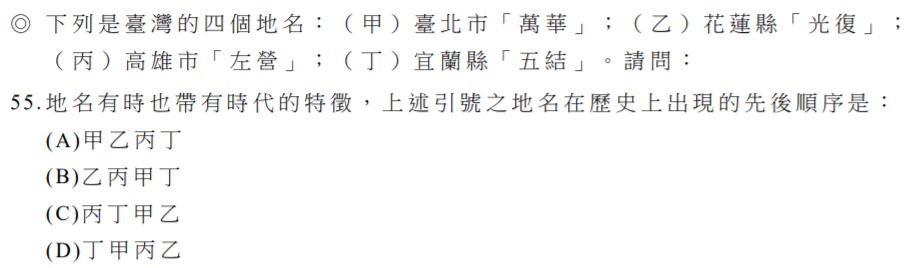 ◎ 下列是臺灣的四個地名：（甲）臺北市「萬華」；（乙）花蓮縣「光復」；
（丙）高雄市「左營」；（丁）宜蘭縣「五結」。請問：
55.地名有時也帶有時代的特徵，上述引號之地名在歷史上出現的先後順序是：
(A)甲乙丙丁
(B)乙丙甲丁
(C)丙丁甲乙
(D)丁甲丙乙